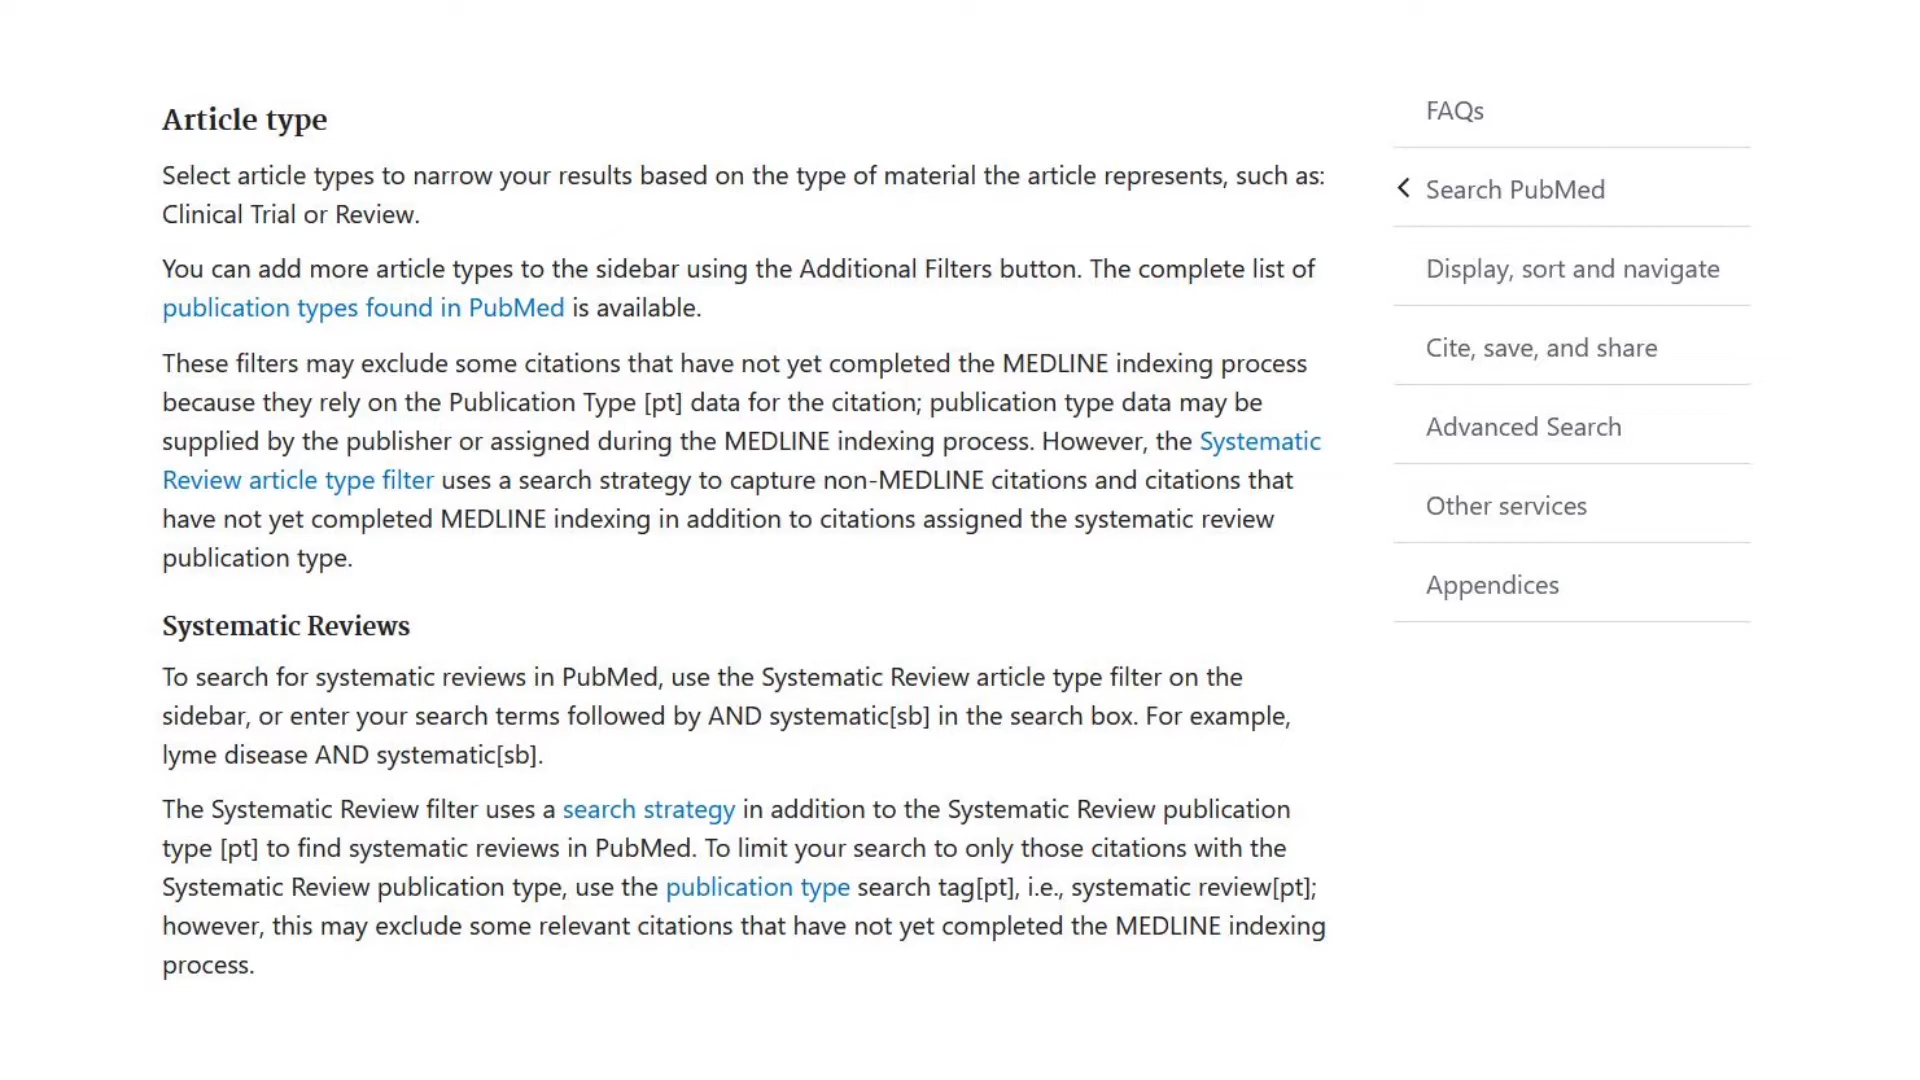 Article type
Select article types to narrow your results based on the type of material the article represents, such as:
Clinical Trial or Review.
You can add more article types to the sidebar using the Additional Filters button. The complete list of
publication types found in PubMed is available.
These filters may exclude some citations that have not yet completed the MEDLINE indexing process
because they rely on the Publication Type [pt] data for the citation; publication type data may be
supplied by the publisher or assigned during the MEDLINE indexing process. However, the Systematic
Review article type filter uses a search strategy to capture non-MEDLINE citations and citations that
have not yet completed MEDLINE indexing in addition to citations assigned the systematic review
publication type.
Systematic Reviews
To search for systematic reviews in PubMed, use the Systematic Review article type filter on the
sidebar, or enter your search terms followed by AND systematic[sb] in the search box. For example,
lyme disease AND systematic[sb].
The Systematic Review filter uses a search strategy in addition to the Systematic Review publication
type [pt] to find systematic reviews in PubMed. To limit your search to only those citations with the
Systematic Review publication type, use the publication type search tag[pt], i.e., systematic review[pt];
however, this may exclude some relevant citations that have not yet completed the MEDLINE indexing
process.
FAQs
Search PubMed
Display, sort and navigate
Cite, save, and share
Advanced Search
Other services
Appendices